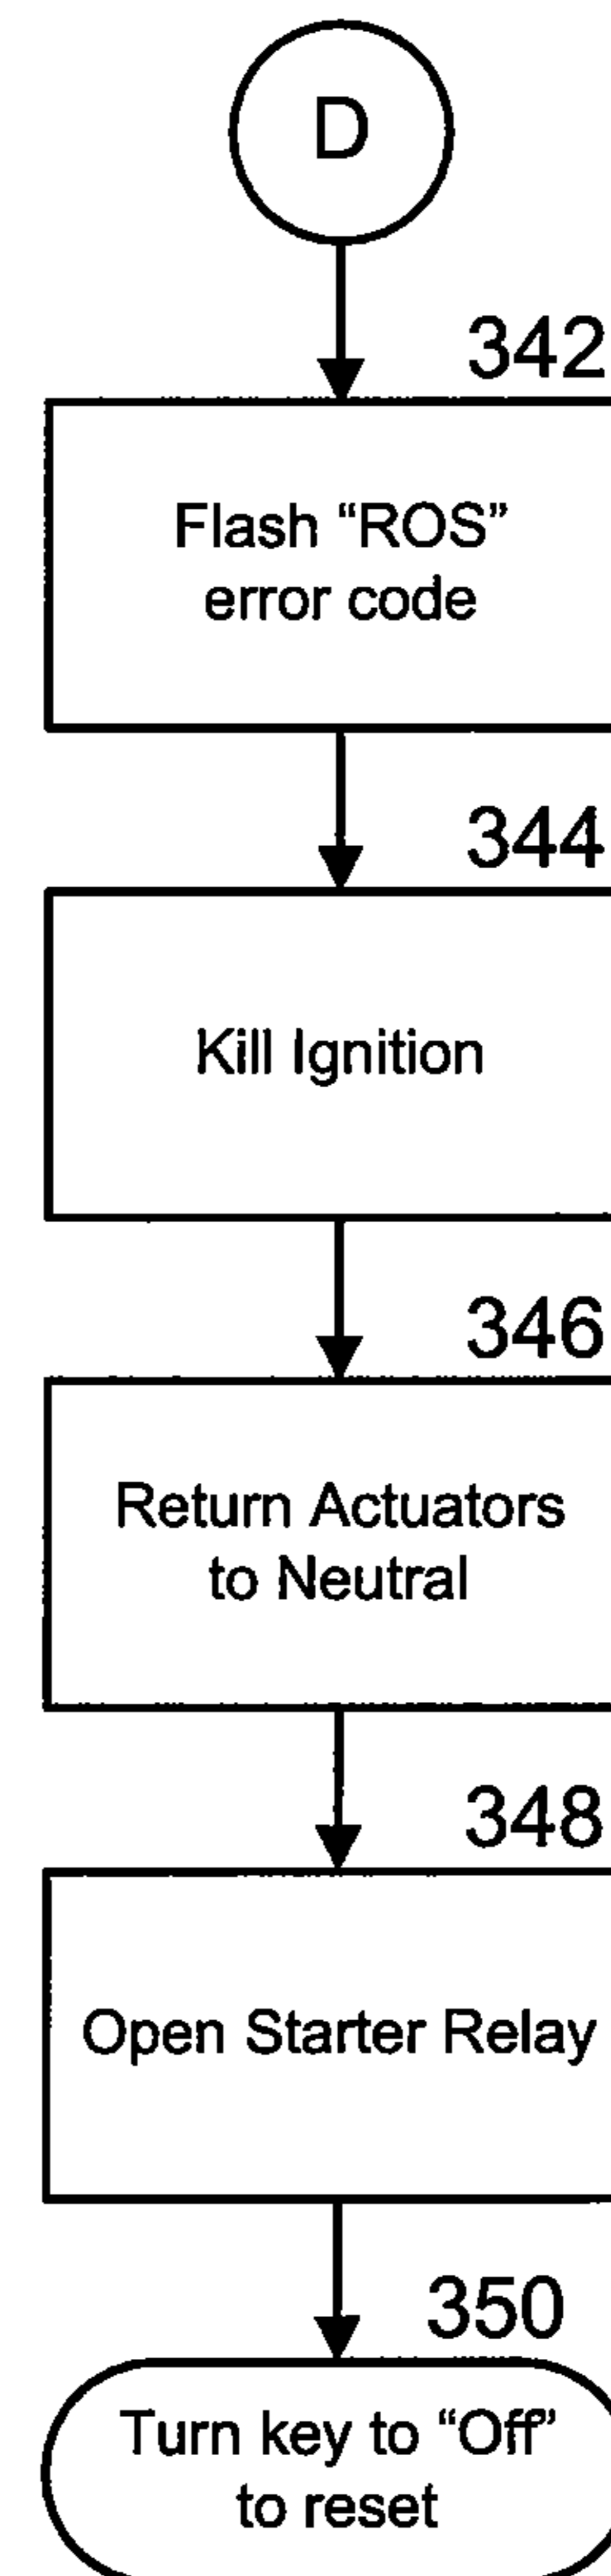 D
342
Flash “ROS”
error code
344
Kill Ignition
346
Return Actuators
to Neutral
348
Open Starter Relay
350
Turn key to “Off”
to reset